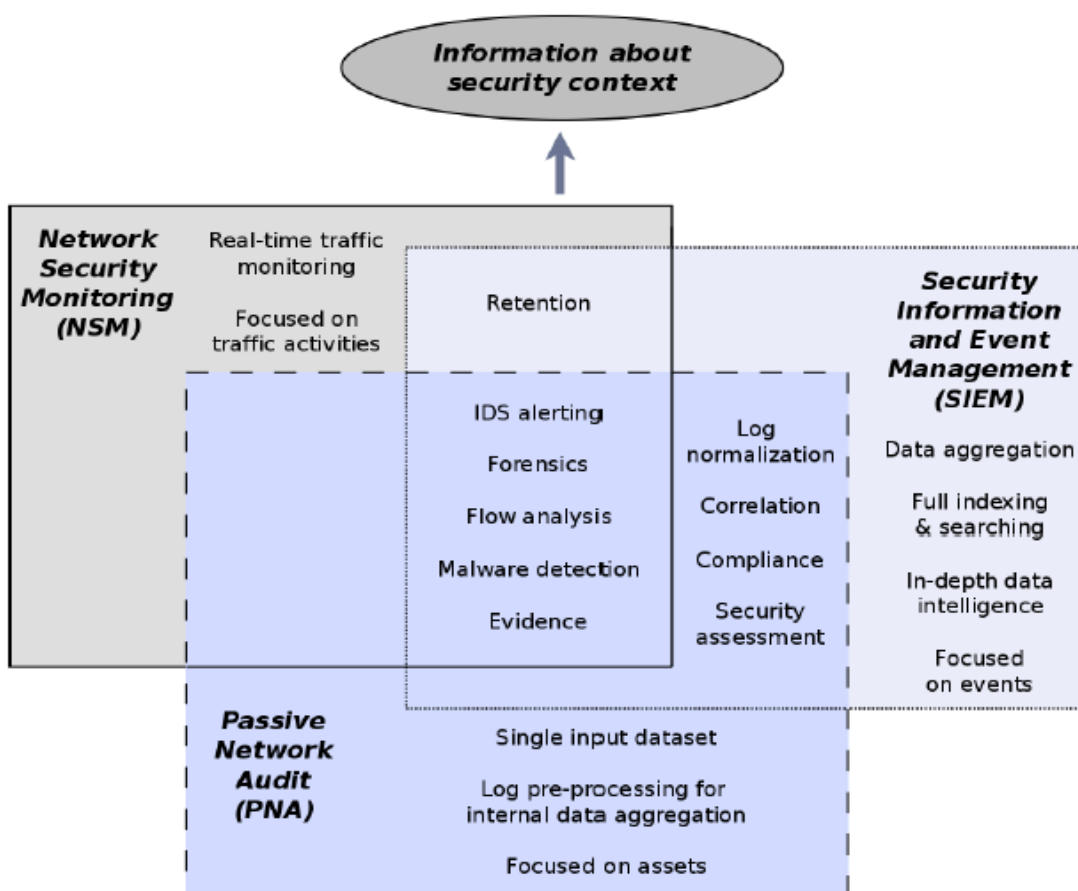 Information about
security context
Network
Security
Monitoring
(NSM)
Real-time traffic
monitoring
Focused on
traffic activities
Retention
Security
Information
and Event
Management
(SIEM)
IDS alerting
Forensics
Flow analysis
Malware detection
Evidence
Log
normalization
Correlation
Compliance
Security
assessment
Data aggregation
Full indexing
& searching
In-depth data
intelligence
Focused
on events
Passive
Network
Audit
(PNA)
Single input dataset
Log pre-processing for
internal data aggregation
Focused on assets